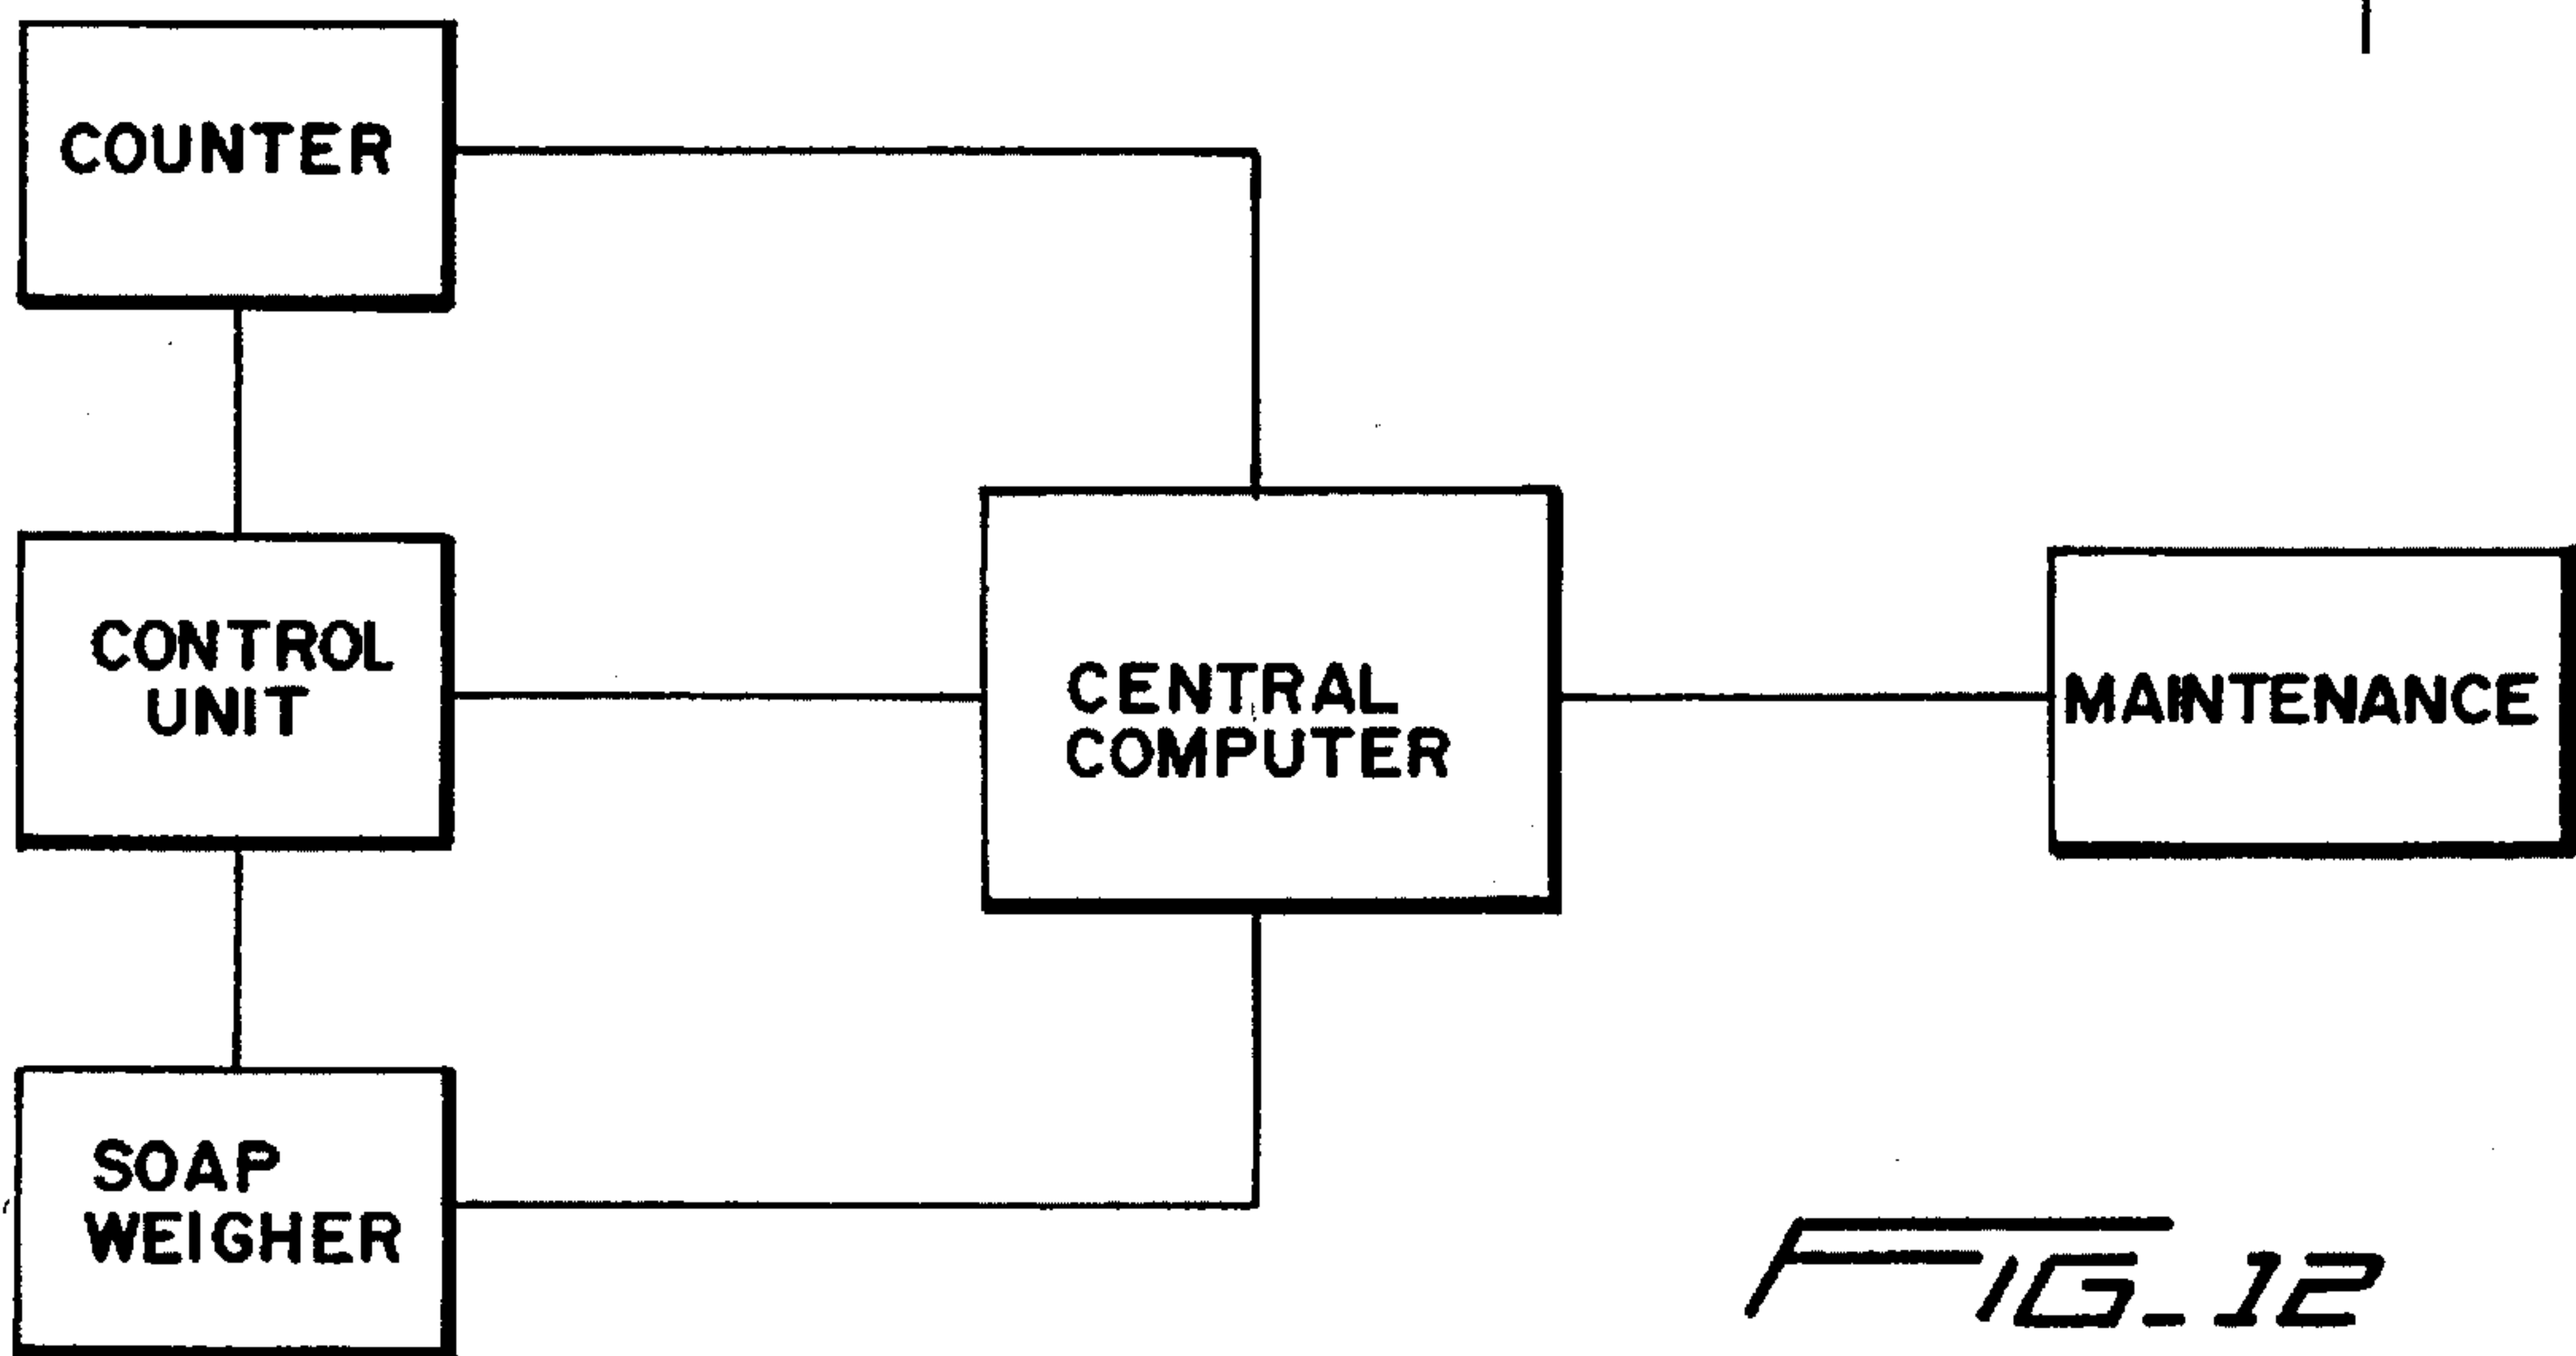 COUNTER
CONTROL
UNIT
CENTRAL
COMPUTER
MAINTENANCE
SOAP
WEIGHER
FIG_12